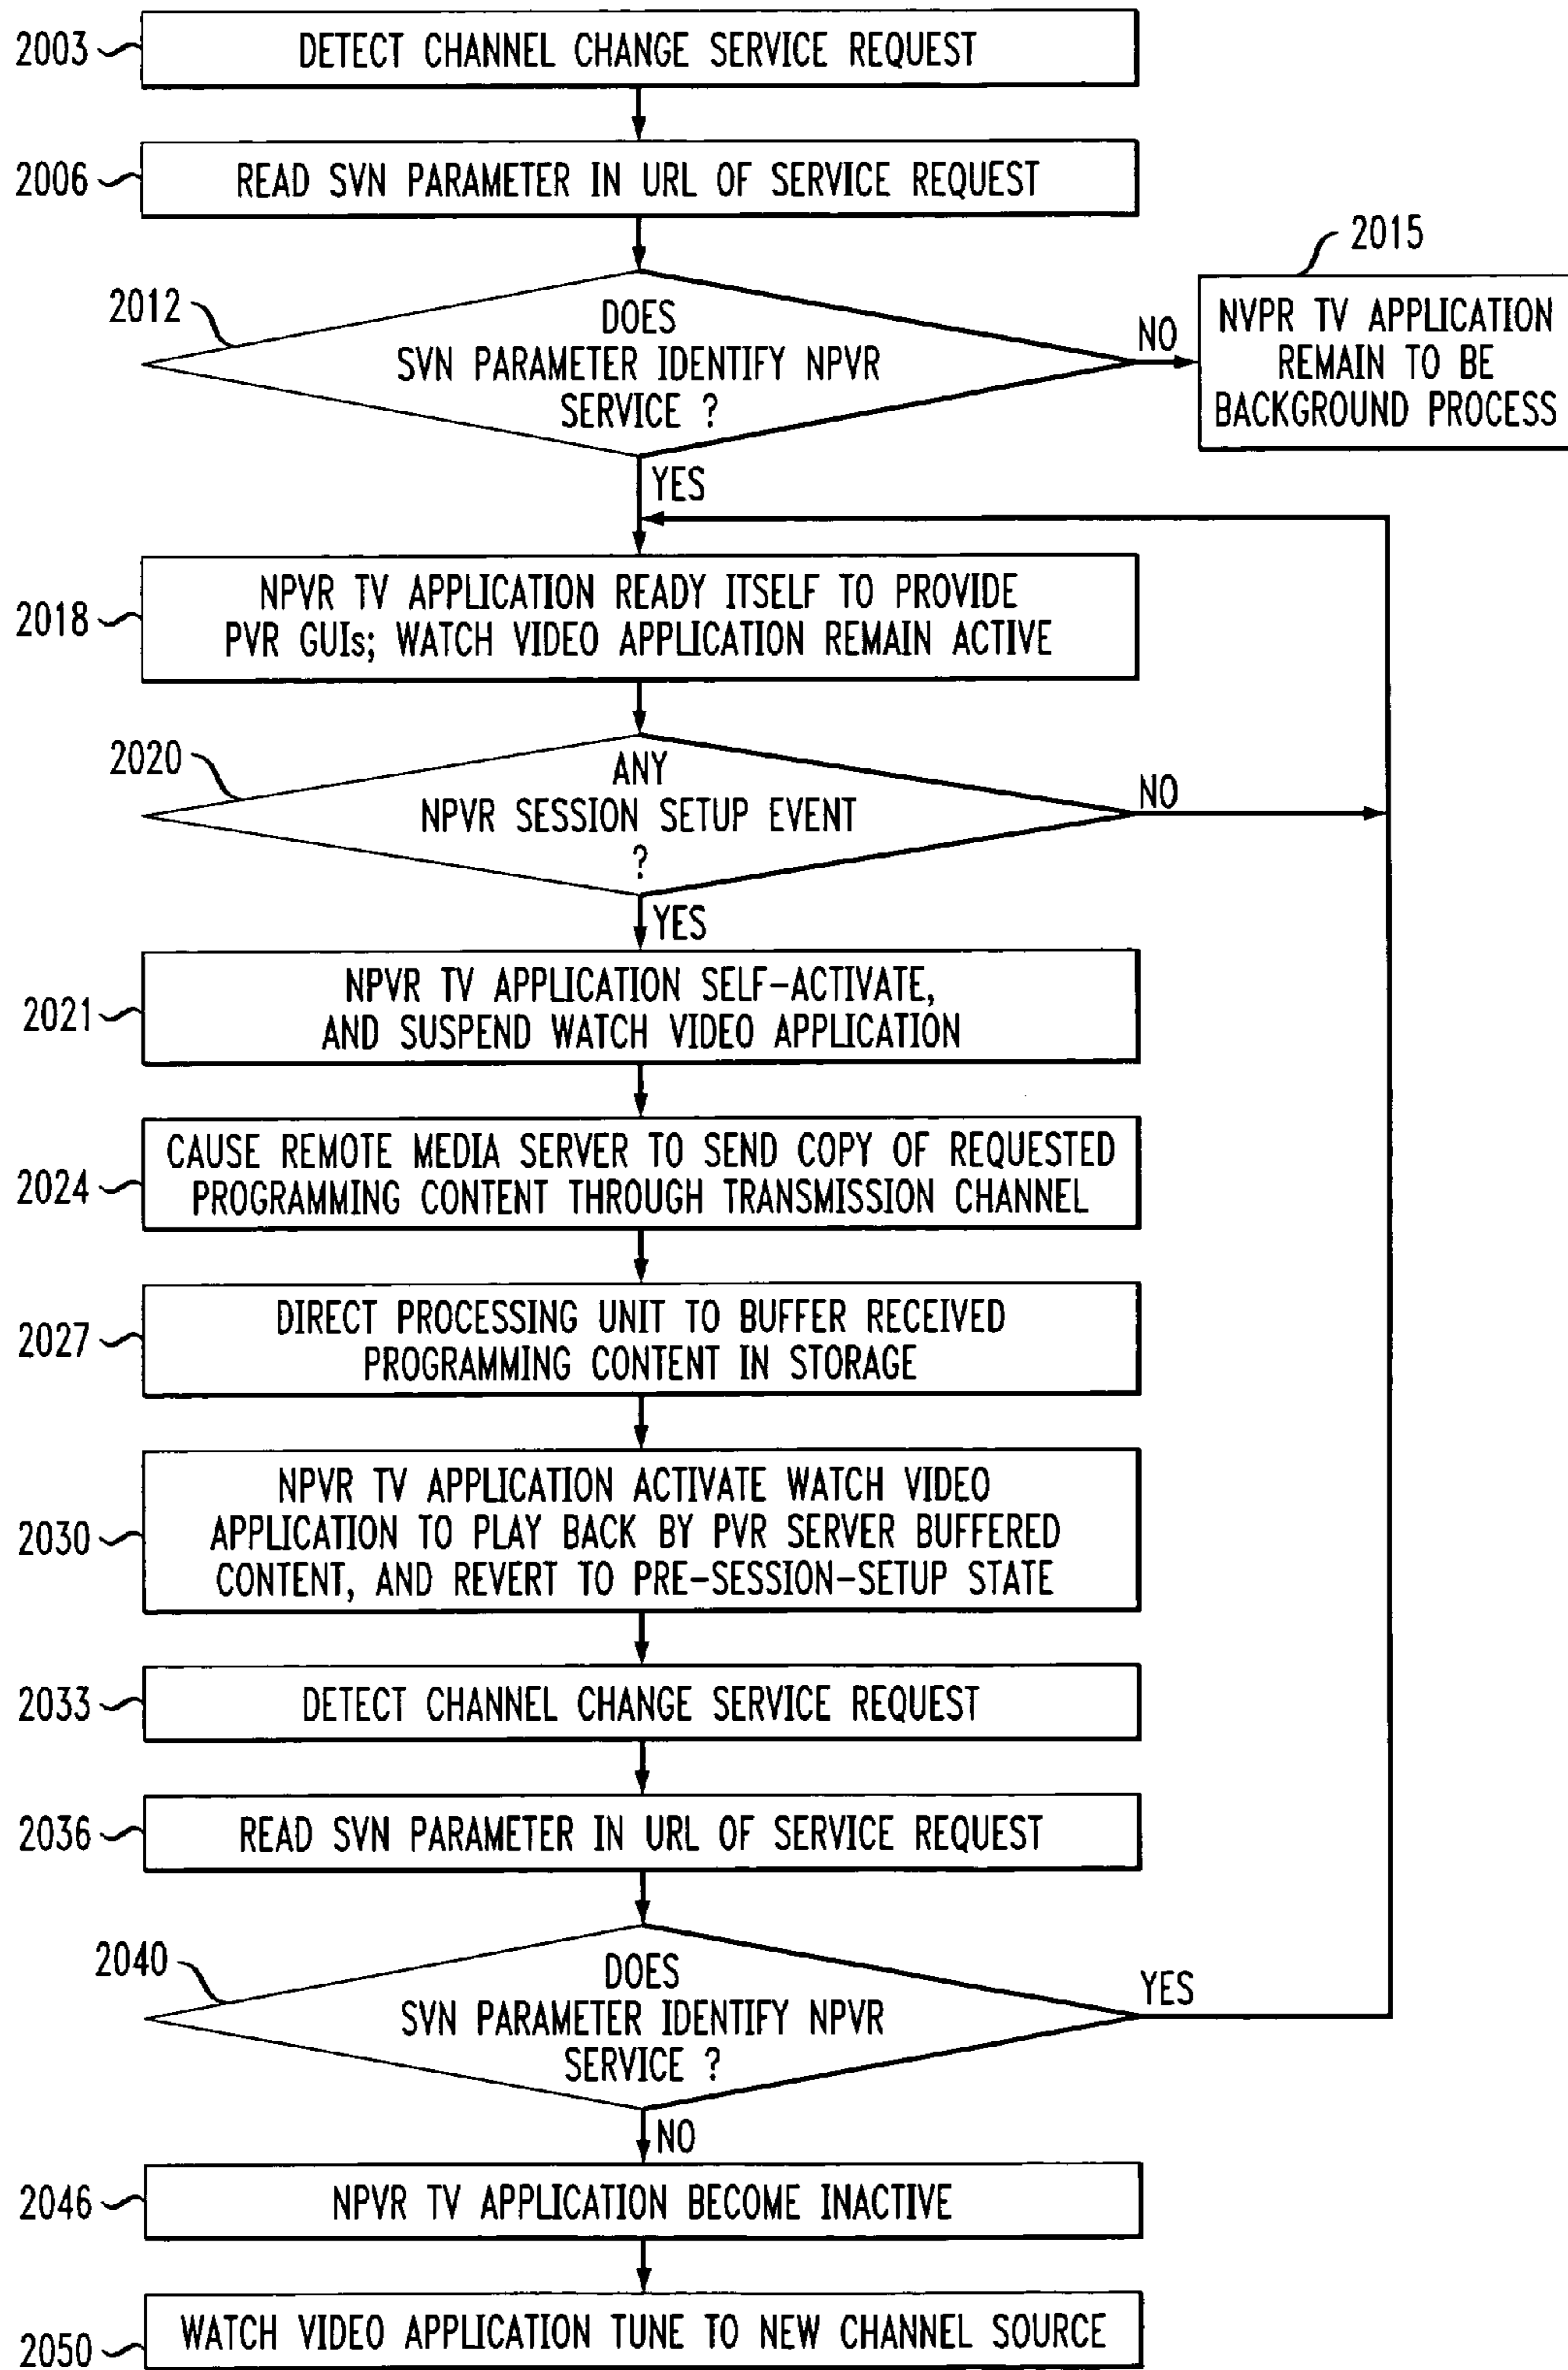 2003
DETECT CHANNEL CHANGE SERVICE REQUEST
2006
READ SVN PARAMETER IN URL OF SERVICE REQUEST
2012
DOES
SVN PARAMETER IDENTIFY NPVR
SERVICE ?
NO
2015
NVPR TV APPLICATION
REMAIN TO BE
BACKGROUND PROCESS
YES
2018
NPVR TV APPLICATION READY ITSELF TO PROVIDE
PVR GUIs; WATCH VIDEO APPLICATION REMAIN ACTIVE
2020
ANY
NPVR SESSION SETUP EVENT
?
NO
YES
2021
NPVR TV APPLICATION SELF-ACTIVATE,
AND SUSPEND WATCH VIDEO APPLICATION
2024
CAUSE REMOTE MEDIA SERVER TO SEND COPY OF REQUESTED
PROGRAMMING CONTENT THROUGH TRANSMISSION CHANNEL
2027
DIRECT PROCESSING UNIT TO BUFFER RECEIVED
PROGRAMMING CONTENT IN STORAGE
2030
NPVR TV APPLICATION ACTIVATE WATCH VIDEO
APPLICATION TO PLAY BACK BY PVR SERVER BUFFERED
CONTENT, AND REVERT TO PRE-SESSION-SETUP STATE
2033
DETECT CHANNEL CHANGE SERVICE REQUEST
2036
READ SVN PARAMETER IN URL OF SERVICE REQUEST
2040
DOES
SVN PARAMETER IDENTIFY NPVR
SERVICE ?
YES
NO
2046
NPVR TV APPLICATION BECOME INACTIVE
2050
WATCH VIDEO APPLICATION TUNE TO NEW CHANNEL SOURCE